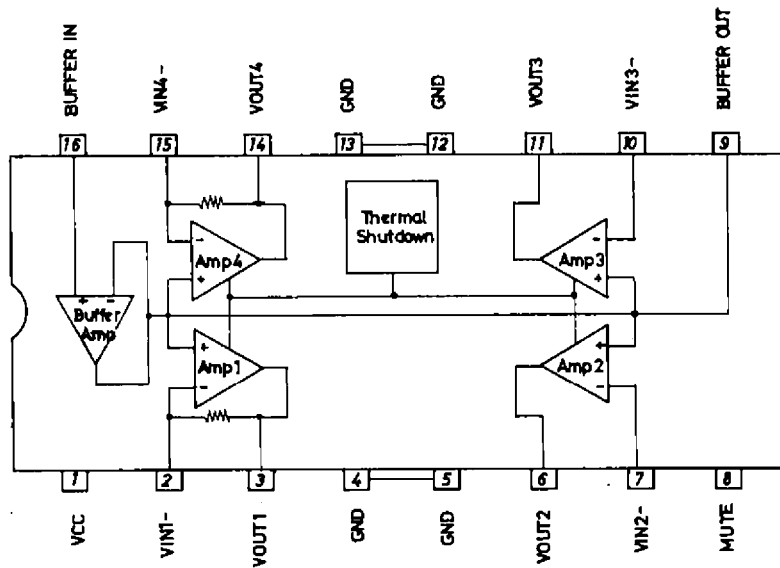 BUFFER IN
VIN4-
VOUT4
GND
GND
VOUT3
VIN3-
BUFFER OUT
16
15
14
13
12
11
10
9
Thermal
Shutdown
-
+
Amp4
-
+
Amp3
+ -
Buffer
Amp
+
-
Amp1
+
-
Amp2
1
2
3
4
5
6
7
8
VCC
VIN1-
VOUT1
GND
GND
VOUT2
VIN2-
MUTE